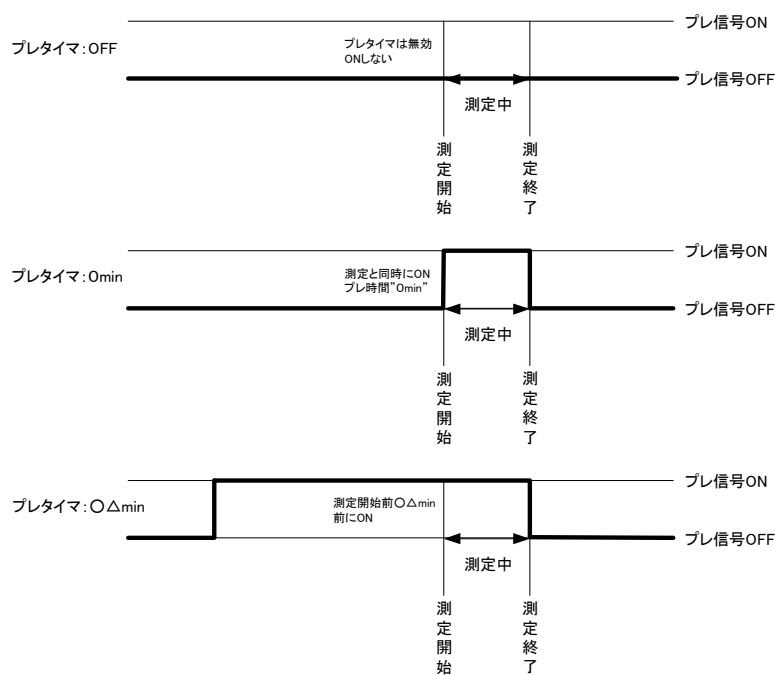 プレ信号ON
プレタイマ：OFF
プレタイマは無効
ONしない
プレ信号OFF
測定中
測定開始
測定終了
プレ信号ON
プレタイマ：0min
測定と同時にON
プレ時間”0min”
プレ信号OFF
測定中
測定開始
測定終了
プレ信号ON
プレタイマ：〇△min
測定開始前〇△min
前にON
プレ信号OFF
測定中
測定開始
測定終了